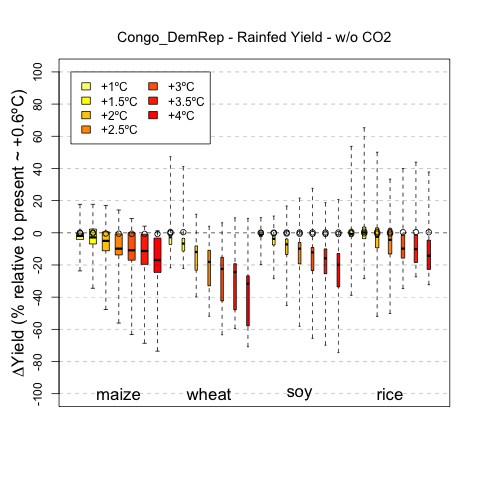 Congo_DemRep - Rainfed Yield - w/o CO2
ΔYield (% relative to present ~ +0.6ºC)
100
80
60
40
20
0
-20
-40
-60
-80
-100
+1ºC
+1.5ºC
+2ºC
+2.5ºC
+3ºC
+3.5ºC
+4ºC
maize
wheat
soy
rice